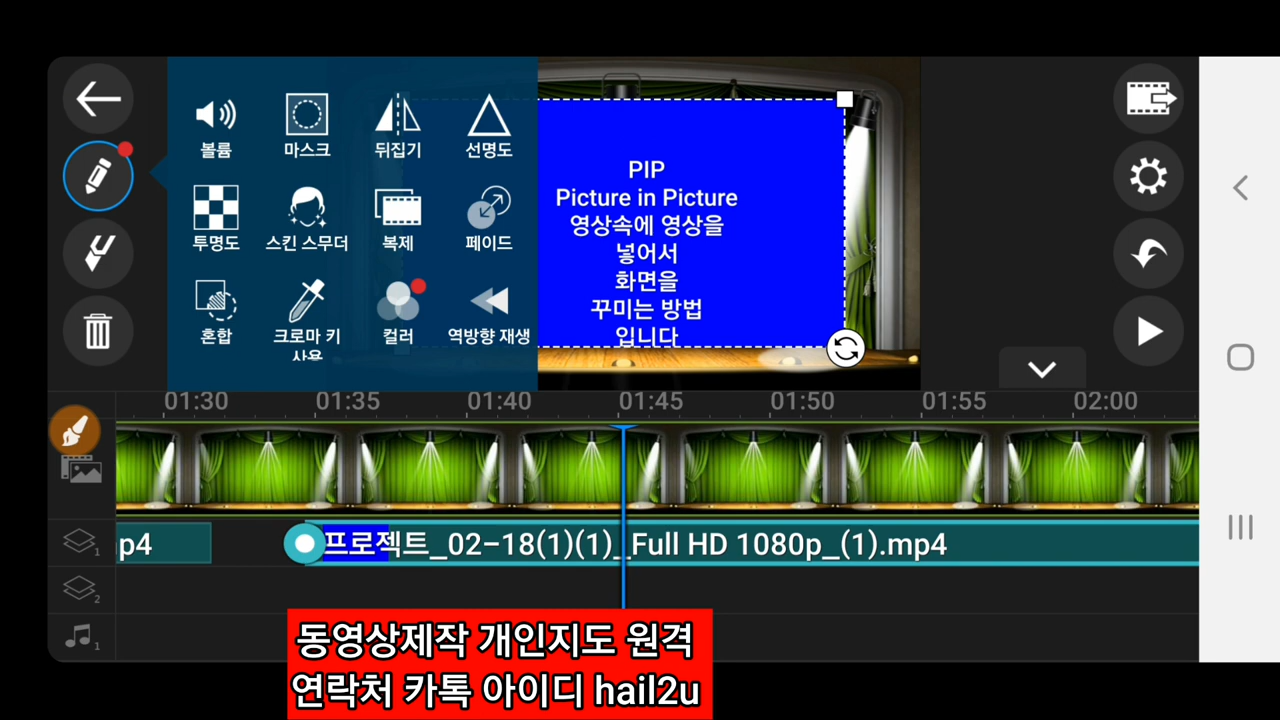 볼륨
마스크
뒤집기
선명도
투명도
스킨 스무더
복제
페이드
혼합
크로마 키
사용
컬러
역방향 재생
PIP
Picture in Picture
영상속에 영상을
넣어서
화면을
꾸미는 방법
입니다
01:30 01:35 01:40 01:45 01:50 01:55 02:00
p4
프로젝트_02-18(1)(1)_Full HD 1080p_(1).mp4
1
2
1
동영상제작 개인지도 원격
연락처 카톡 아이디 hail2u